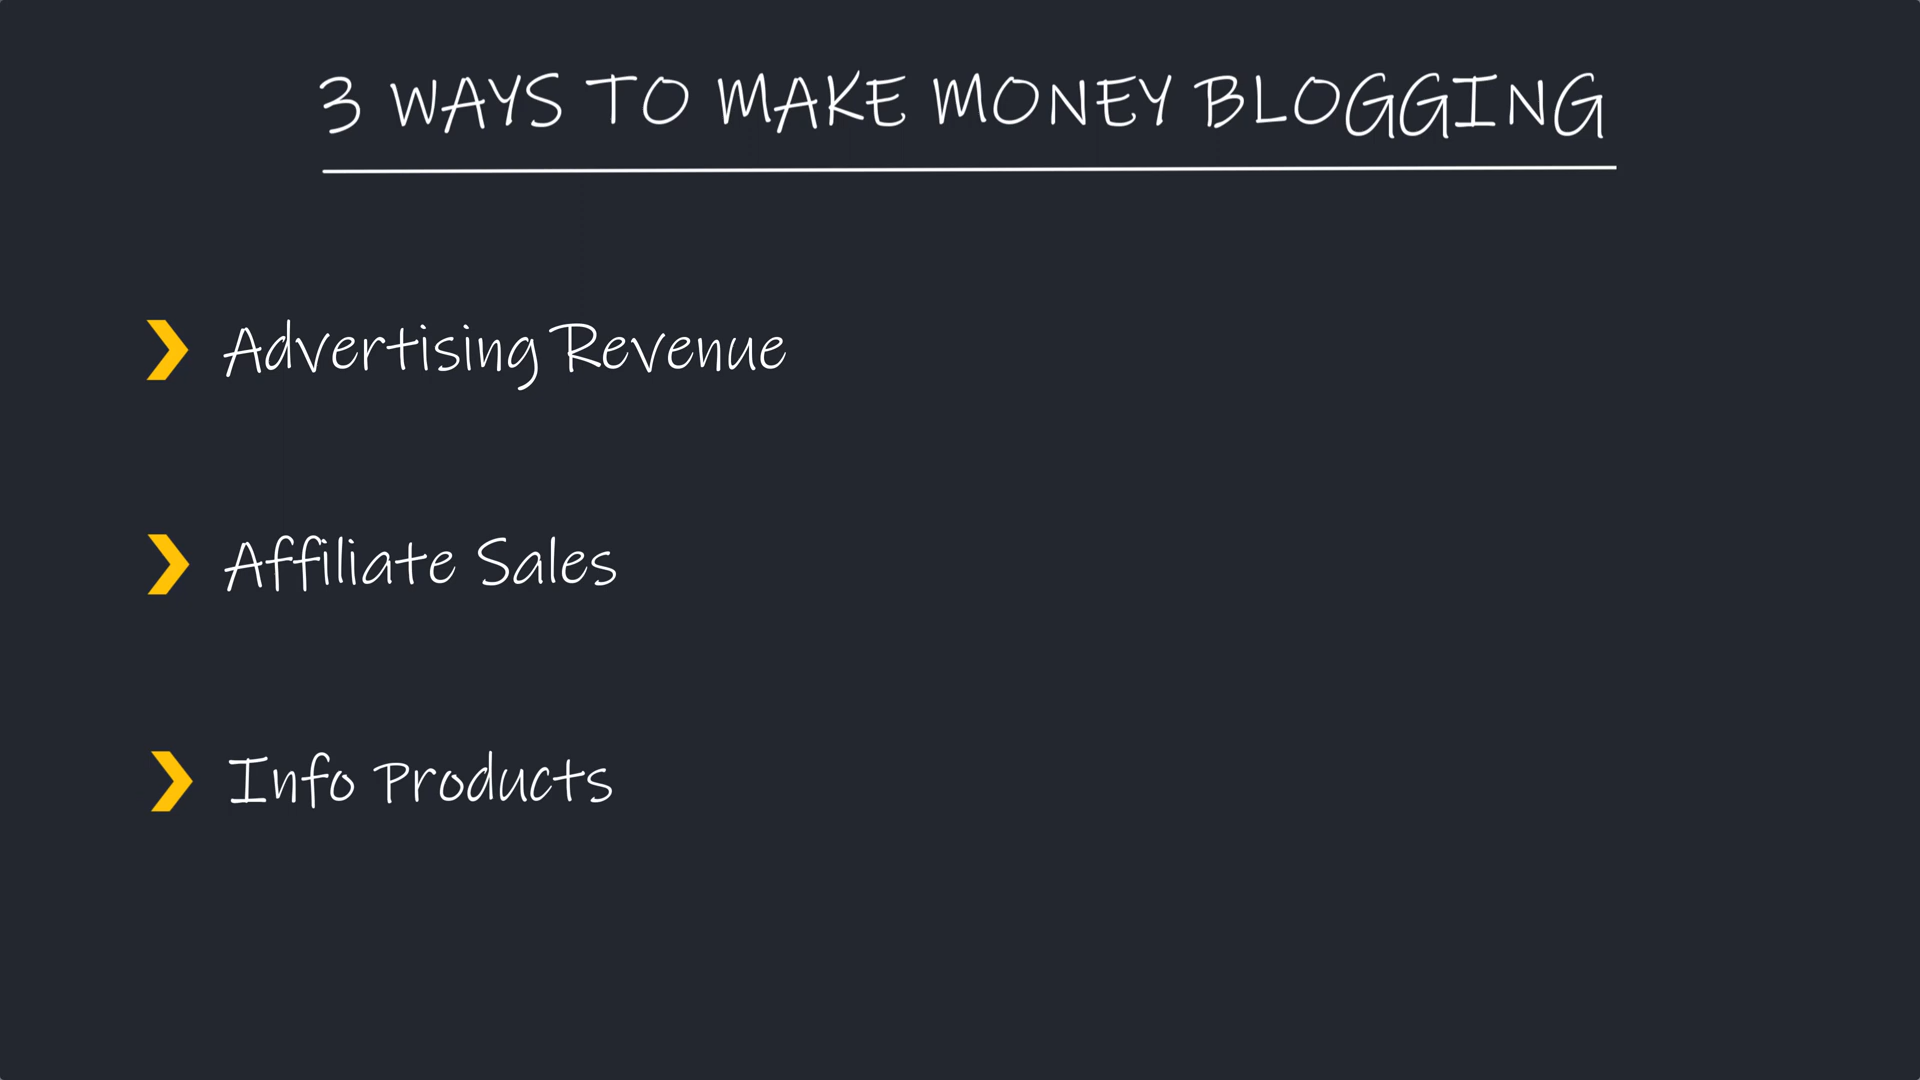 3 WAYS TO MAKE MONEY BLOGGING
Advertising Revenue
Affiliate Sales
Info Products